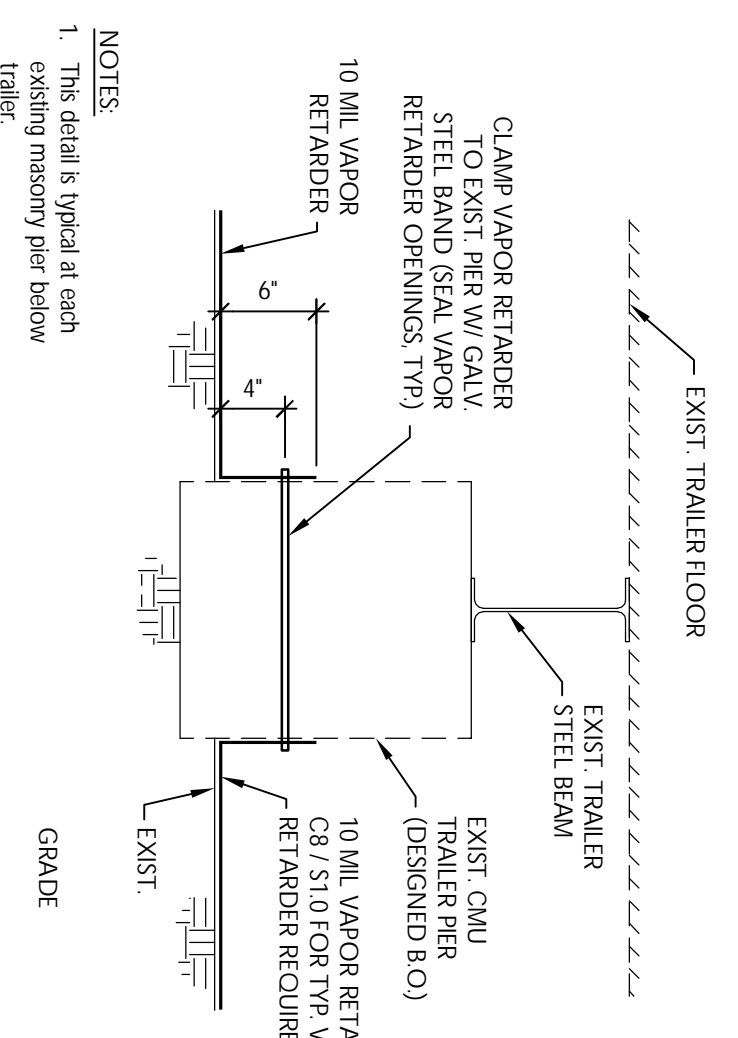 EXIST. TRAILER FLOOR
EXIST. TRAILER
STEEL BEAM
CLAMP VAPOR RETARDER
TO EXIST. PIER W/ GALV.
STEEL BAND (SEAL VAPOR
RETARDER OPENINGS, TYP.)
EXIST. CMU
TRAILER PIER
(DESIGNED B.O.)
10 MIL VAPOR
RETARDER
6"
4"
10 MIL VAPOR
C8 / S1.0 FOR TYP.
RETARDER
EXIST.
GRADE
NOTES:
1. This detail is typical at each
existing masonry pier below
trailer.